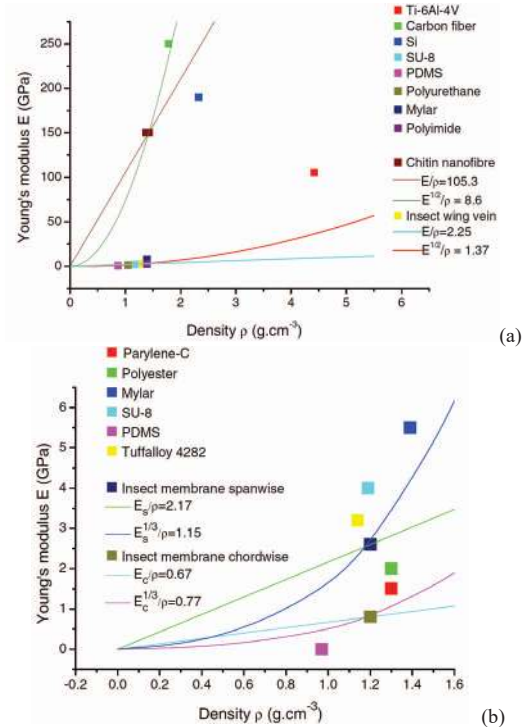 Ti-6Al-4V
Carbon fiber
Si
SU-8
PDMS
Polyurethane
Mylar
Polyimide
Chitin nanofibre
E/ρ=105.3
E^1/2/ρ = 8.6
Insect wing vein
E/ρ=2.25
E^1/2/ρ = 1.37
Young's modulus E (GPa)
250
200
150
100
50
0
0 1 2 3 4 5 6
Density ρ (g.cm⁻³)
(a)
Parylene-C
Polyester
Mylar
SU-8
PDMS
Tuffalloy 4282
Insect membrane spanwise
E_s/ρ=2.17
E_s^1/3/ρ=1.15
Insect membrane chordwise
E_c/ρ=0.67
E_c^1/3/ρ=0.77
Young's modulus E (GPa)
6
5
4
3
2
1
0
-0.2 0.0 0.2 0.4 0.6 0.8 1.0 1.2 1.4 1.6
Density ρ (g.cm⁻³)
(b)